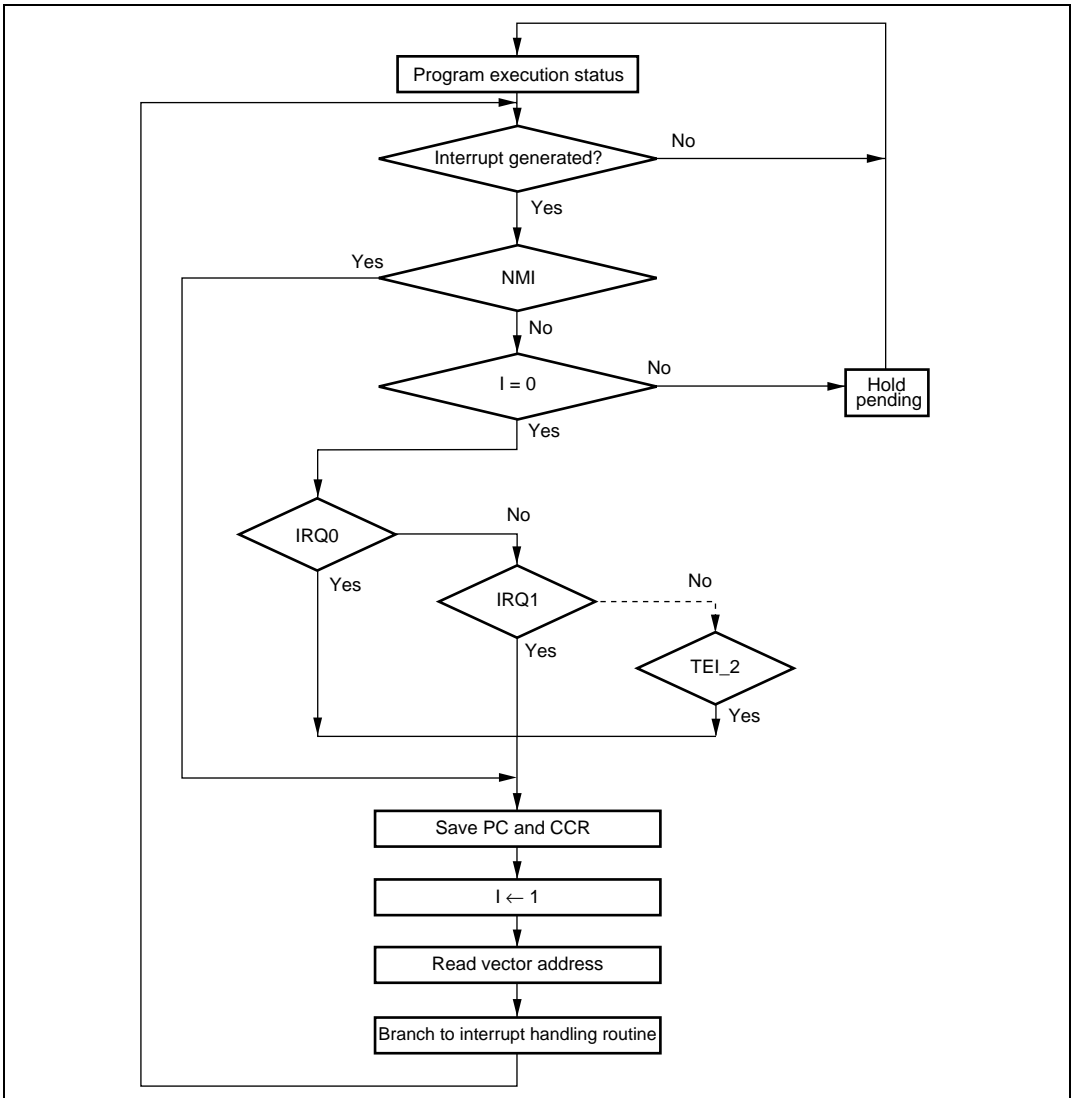 Program execution status
Interrupt generated?
No
Yes
Yes
NMI
No
I = 0
No
Hold
pending
Yes
IRQ0
No
Yes
IRQ1
No
Yes
TEI_2
Yes
Save PC and CCR
I ← 1
Read vector address
Branch to interrupt handling routine